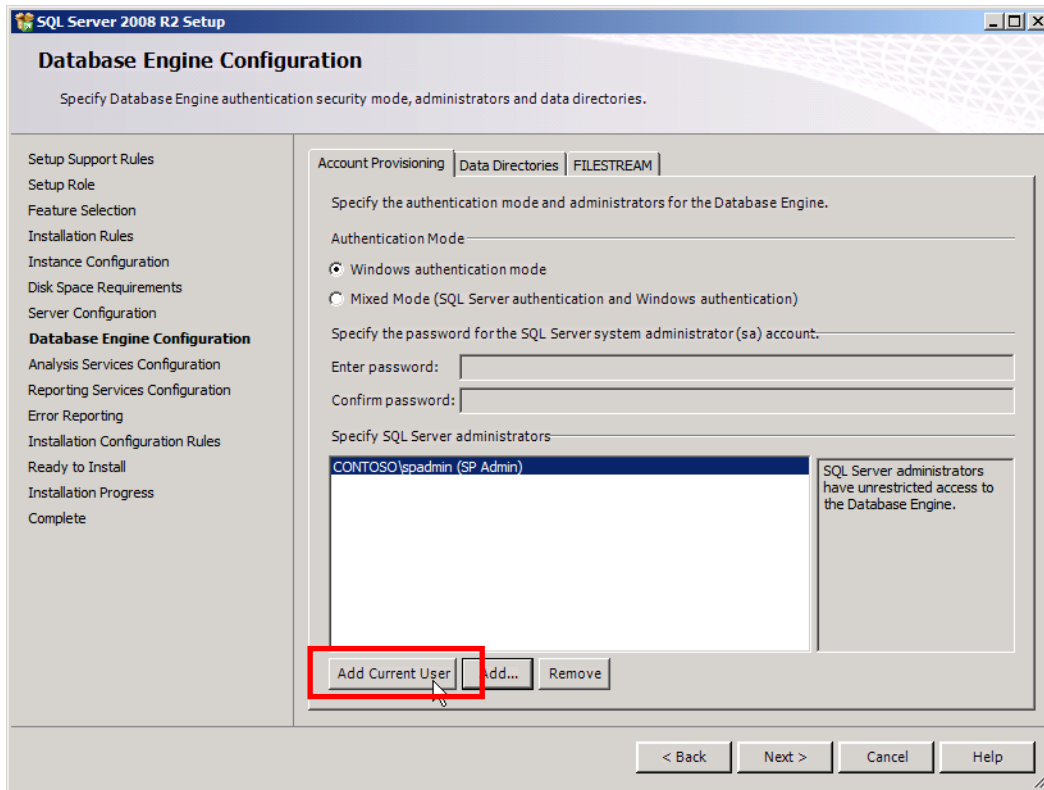 SQL Server 2008 R2 Setup
Database Engine Configuration
Specify Database Engine authentication security mode, administrators and data directories.
Setup Support Rules
Setup Role
Feature Selection
Installation Rules
Instance Configuration
Disk Space Requirements
Server Configuration
Database Engine Configuration
Analysis Services Configuration
Reporting Services Configuration
Error Reporting
Installation Configuration Rules
Ready to Install
Installation Progress
Complete
Account Provisioning Data Directories FILESTREAM
Specify the authentication mode and administrators for the Database Engine.
Authentication Mode
Windows authentication mode
Mixed Mode (SQL Server authentication and Windows authentication)
Specify the password for the SQL Server system administrator (sa) account.
Enter password:
Confirm password:
Specify SQL Server administrators
CONTOSO\spadmin (SP Admin)
SQL Server administrators
have unrestricted access to
the Database Engine.
Add Current User Add... Remove
< Back Next > Cancel Help